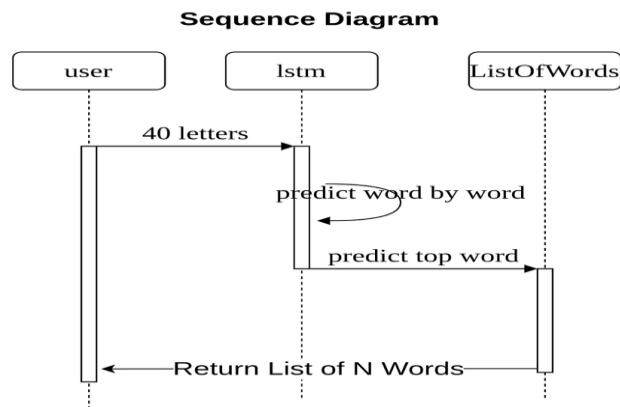 Sequence Diagram
user
lstm
ListOfWords
40 letters
predict word by word
predict top word
Return List of N Words